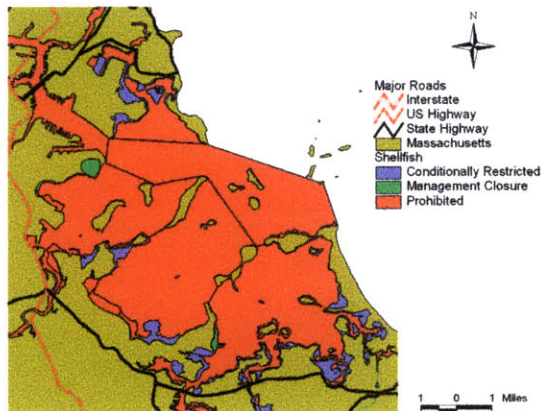 N
Major Roads
Interstate
US Highway
State Highway
Massachusetts
Shellfish
Conditionally Restricted
Management Closure
Prohibited
1 0 1 Miles